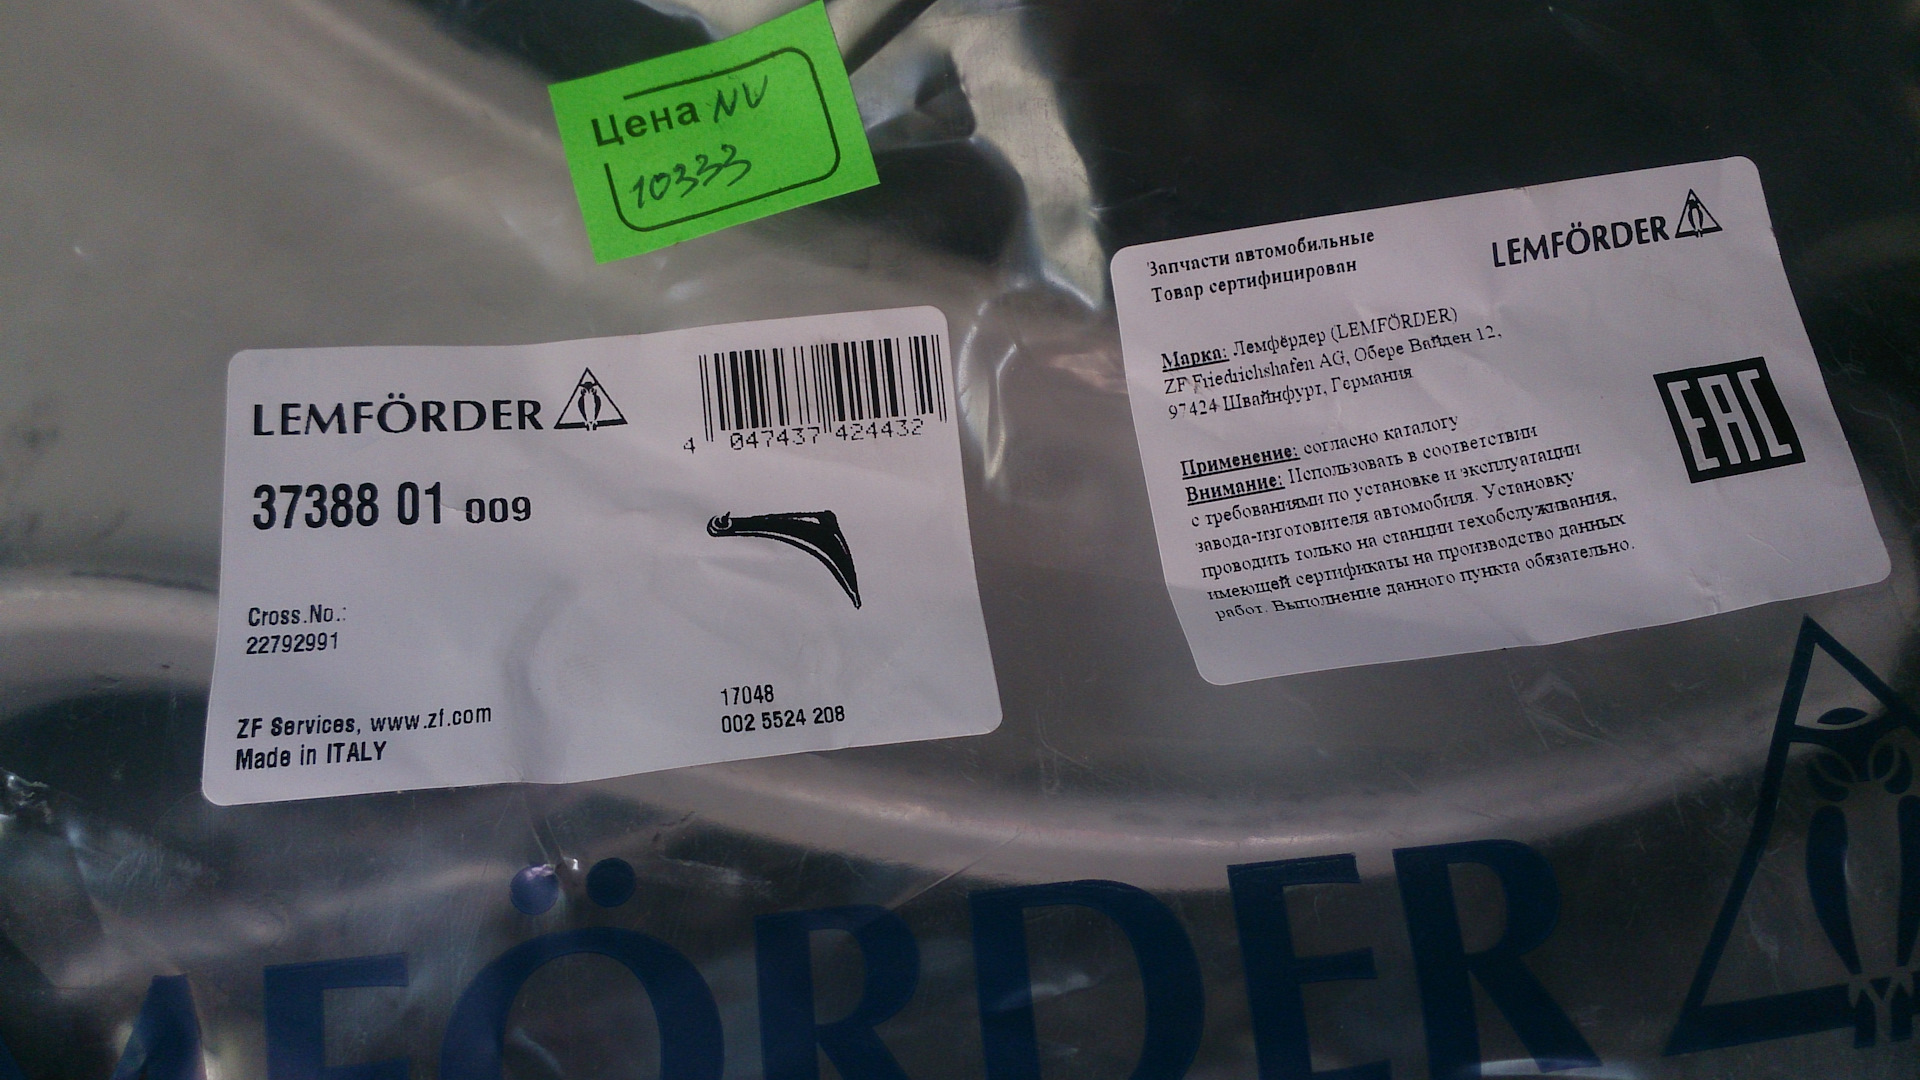 Цена NV
10333
LEMFÖRDER
4 047437 424432
37388 01 009
Cross.No.:
22792991
17048
002 5524 208
ZF Services, www.zf.com
Made in ITALY
Запчасти автомобильные
Товар сертифицирован
LEMFÖRDER
Марка: Лемфёрдер (LEMFÖRDER)
ZF Friedrichshafen AG, Обере Вайден 12,
97424 Швайнфурт, Германия
EAC
Применение: согласно каталогу
Внимание: Использовать в соответствии
с требованиями по установке и эксплуатации
завода-изготовителя автомобиля. Установку
проводить только на станции техобслуживания,
имеющей сертификаты на производство данных
работ. Выполнение данного пункта обязательно.
MFÖRDER